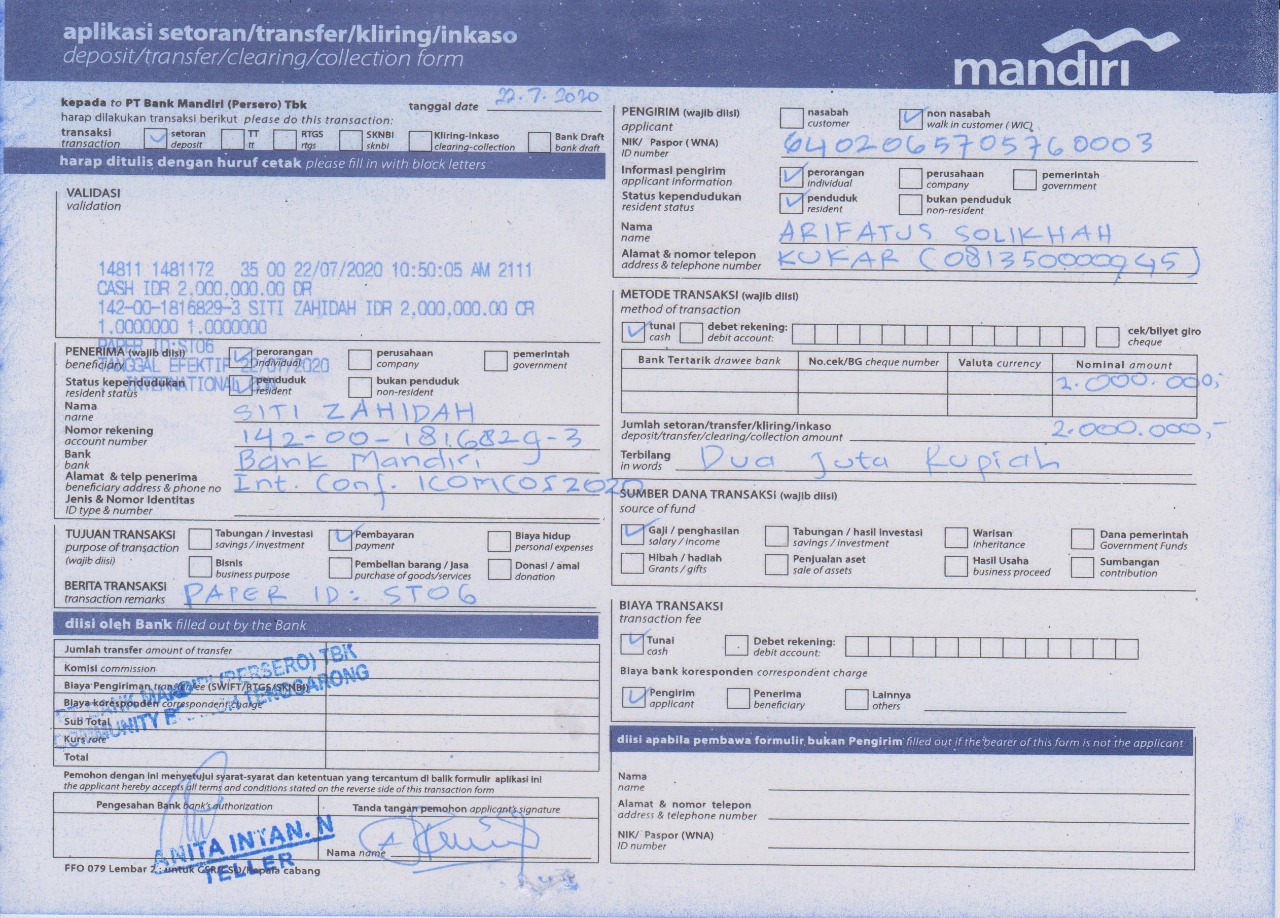 aplikasi setoran/transfer/kliring/inkaso
deposit/transfer/clearing/collection form
mandiri
kepada to PT Bank Mandiri (Persero) Tbk
tanggal date 22.7.2020
harap dilakukan transaksi berikut please do this transaction:
transaksi transaction
setoran deposit
TT tt
RTGS rtgs
SKNBI sknbi
Kliring-Inkaso clearing-collection
Bank Draft bank draft
harap ditulis dengan huruf cetak please fill in with block letters
VALIDASI
validation
14811 1481172 35 00 22/07/2020 10:50:05 AM 2111
CASH IDR 2,000,000.00 DR
142-00-1816829-3 SITI ZAHIDAH IDR 2,000,000.00 CR
1.0000000 1.0000000
PAPER ID:ST06
TANGGAL EFEKTIF 22/07/2020
PENERIMA (wajib diisi)
beneficiary
perorangan individual
perusahaan company
pemerintah government
Status kependudukan
resident status
penduduk resident
bukan penduduk non-resident
Nama
name SITI ZAHIDAH
Nomor rekening
account number 142-00-1816829-3
Bank
bank Bank Mandiri
Alamat & telp penerima
beneficiary address & phone no Int. Conf. ICOMCOS2020
Jenis & Nomor Identitas
ID type & number
TUJUAN TRANSAKSI
purpose of transaction
(wajib diisi)
Tabungan / investasi savings / investment
Pembayaran payment
Biaya hidup personal expenses
Bisnis business purpose
Pembelian barang / Jasa purchase of goods/services
Donasi / amal donation
BERITA TRANSAKSI
transaction remarks PAPER ID: ST06
diisi oleh Bank filled out by the Bank
Jumlah transfer amount of transfer
Komisi commission
Biaya Pengiriman transfer fee (SWIFT/RTGS/SKNBI)
Biaya koresponden correspondent charge
Sub Total
Kurs rate
Total
BANK MANDIRI (PERSERO) TBK
COMMUNITY BRANCH TENGGARONG
Pemohon dengan ini menyetujui syarat-syarat dan ketentuan yang tercantum di balik formulir aplikasi ini
the applicant hereby accepts all terms and conditions stated on the reverse side of this transaction form
Pengesahan Bank bank's authorization
Tanda tangan pemohon applicant's signature
Nama name
ANITA INTAN. N
TELLER
FFO 079 Lembar 2: untuk CSR/CSO/Kepala cabang
PENGIRIM (wajib diisi)
applicant
nasabah customer
non nasabah walk in customer (WIC)
NIK/ Paspor (WNA)
ID number 6402065705760003
Informasi pengirim
applicant information
perorangan individual
perusahaan company
pemerintah government
Status kependudukan
resident status
penduduk resident
bukan penduduk non-resident
Nama
name ARIFATUS SOLIKHAH
Alamat & nomor telepon
address & telephone number KUKAR (081350000945)
METODE TRANSAKSI (wajib diisi)
method of transaction
tunai cash
debet rekening: debit account:
cek/bilyet giro cheque
Bank Tertarik drawee bank
No.cek/BG cheque number
Valuta currency
Nominal amount
2.000.000,-
Jumlah setoran/transfer/kliring/inkaso
deposit/transfer/clearing/collection amount 2.000.000,-
Terbilang
in words Dua Juta Rupiah
SUMBER DANA TRANSAKSI (wajib diisi)
source of fund
Gaji / penghasilan salary / income
Tabungan / hasil investasi savings / investment
Warisan inheritance
Dana pemerintah Government Funds
Hibah / hadiah Grants / gifts
Penjualan aset sale of assets
Hasil Usaha business proceed
Sumbangan contribution
BIAYA TRANSAKSI
transaction fee
Tunai cash
Debet rekening: debit account:
Biaya bank koresponden correspondent charge
Pengirim applicant
Penerima beneficiary
Lainnya others
diisi apabila pembawa formulir bukan Pengirim filled out if the bearer of this form is not the applicant
Nama
name
Alamat & nomor telepon
address & telephone number
NIK/ Paspor (WNA)
ID number